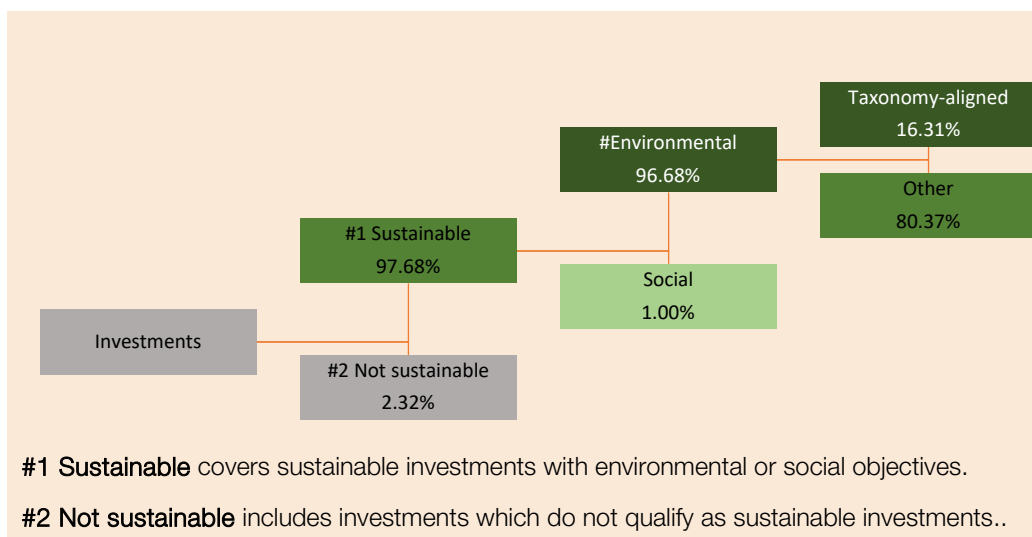 Taxonomy-aligned
16.31%
#Environmental
96.68%
Other
80.37%
#1 Sustainable
97.68%
Social
1.00%
Investments
#2 Not sustainable
2.32%
#1 Sustainable covers sustainable investments with environmental or social objectives.
#2 Not sustainable includes investments which do not qualify as sustainable investments..